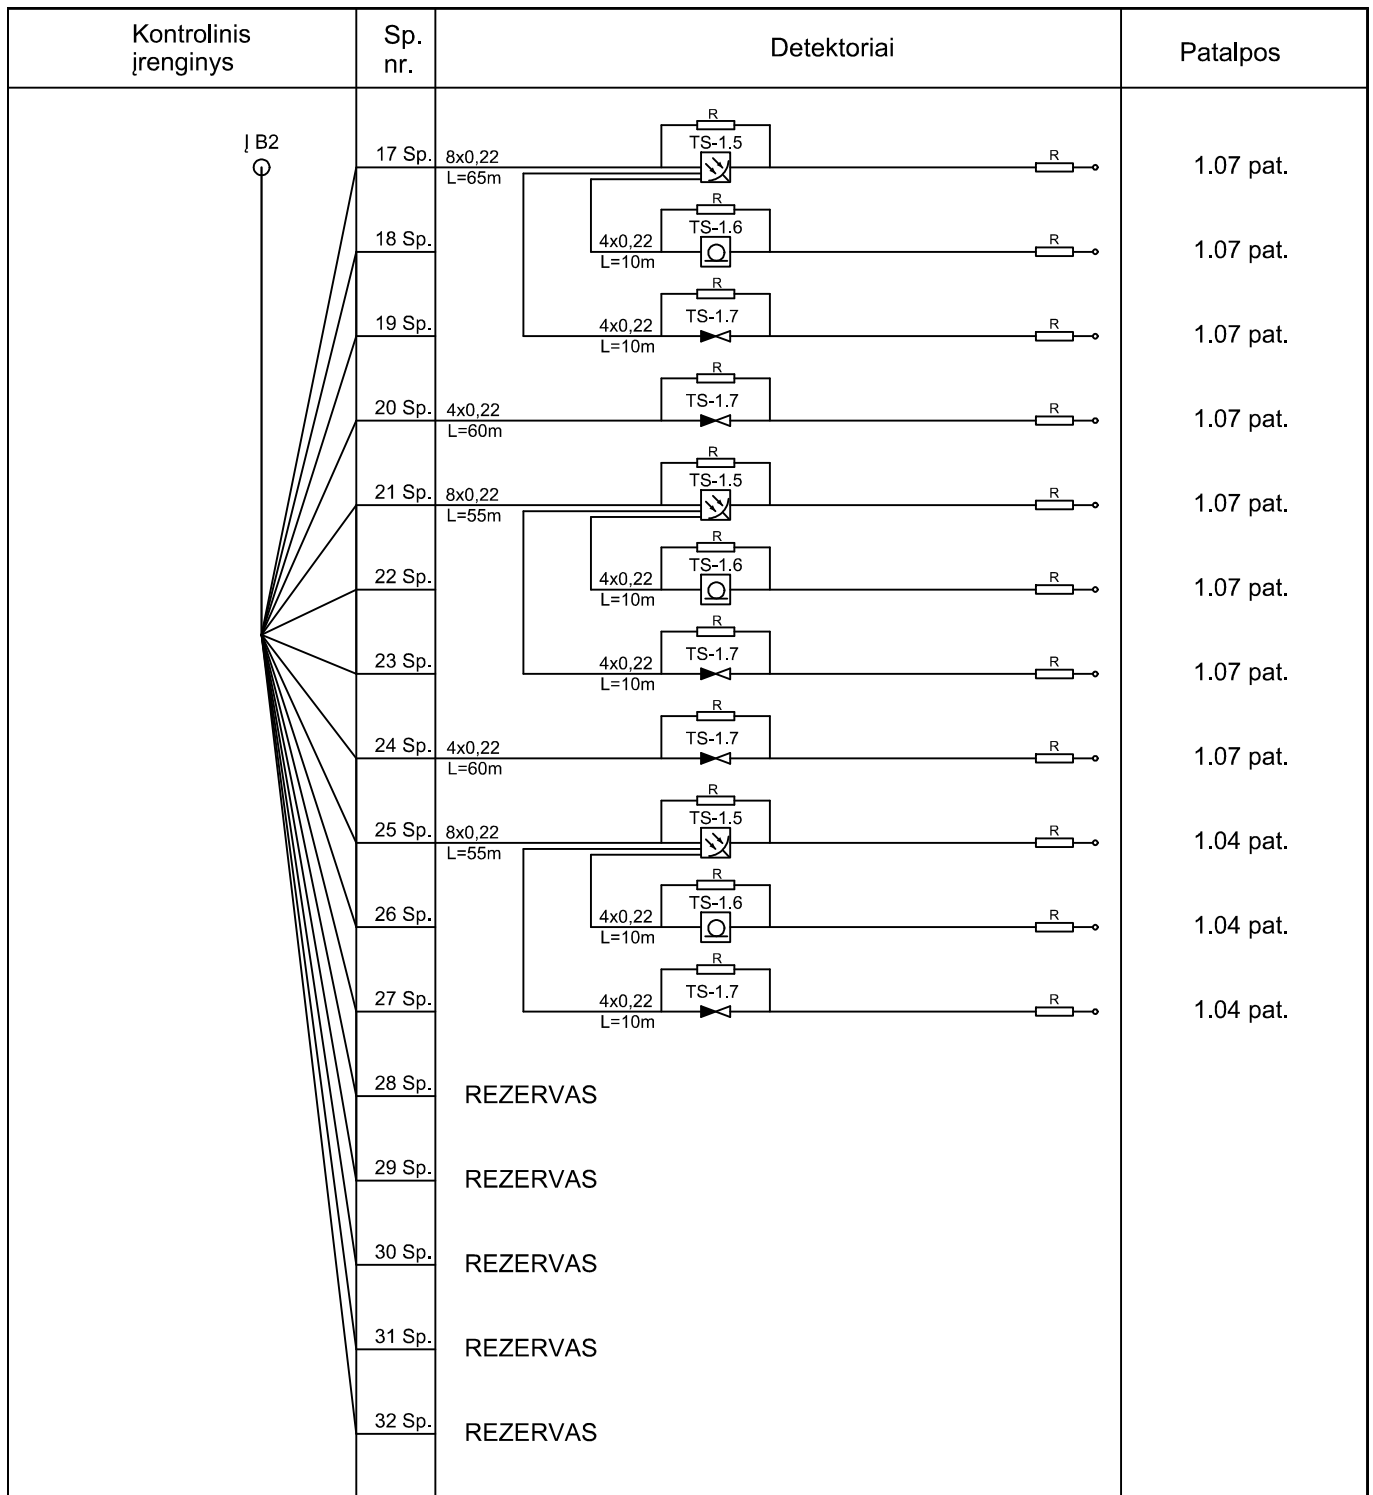 Kontrolinis
įrenginys
Sp.
nr.
Detektoriai
Patalpos
Į B2
R
17 Sp.
8x0,22
L=65m
TS-1.5
R
1.07 pat.
R
18 Sp.
4x0,22
L=10m
TS-1.6
R
1.07 pat.
R
19 Sp.
4x0,22
L=10m
TS-1.7
R
1.07 pat.
R
20 Sp.
4x0,22
L=60m
TS-1.7
R
1.07 pat.
R
21 Sp.
8x0,22
L=55m
TS-1.5
R
1.07 pat.
R
22 Sp.
4x0,22
L=10m
TS-1.6
R
1.07 pat.
R
23 Sp.
4x0,22
L=10m
TS-1.7
R
1.07 pat.
R
24 Sp.
4x0,22
L=60m
TS-1.7
R
1.07 pat.
R
25 Sp.
8x0,22
L=55m
TS-1.5
R
1.04 pat.
R
26 Sp.
4x0,22
L=10m
TS-1.6
R
1.04 pat.
R
27 Sp.
4x0,22
L=10m
TS-1.7
R
1.04 pat.
28 Sp.
REZERVAS
29 Sp.
REZERVAS
30 Sp.
REZERVAS
31 Sp.
REZERVAS
32 Sp.
REZERVAS